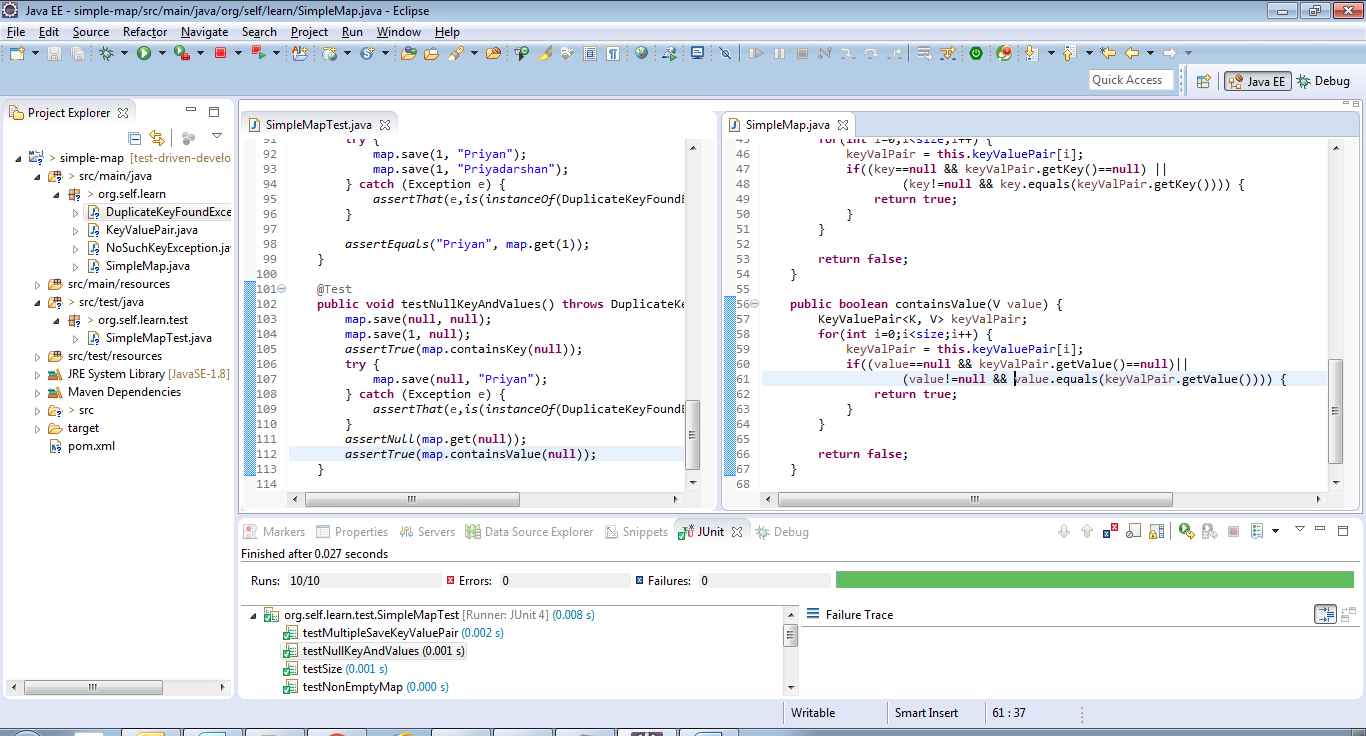 Java EE - simple-map/src/main/java/org/self/learn/SimpleMap.java - Eclipse
File Edit Source Refactor Navigate Search Project Run Window Help
Quick Access
Java EE
Debug
Project Explorer
> simple-map [test-driven-develo
> src/main/java
> org.self.learn
DuplicateKeyFoundExce
KeyValuePair.java
NoSuchKeyException.ja
SimpleMap.java
src/main/resources
> src/test/java
> org.self.learn.test
SimpleMapTest.java
src/test/resources
JRE System Library [JavaSE-1.8]
Maven Dependencies
> src
target
pom.xml
SimpleMapTest.java
91 try {
92 map.save(1, "Priyan");
93 map.save(1, "Priyadarshan");
94 } catch (Exception e) {
95 assertThat(e,is(instanceOf(DuplicateKeyFoundE
96 }
97
98 assertEquals("Priyan", map.get(1));
99 }
100
101 @Test
102 public void testNullKeyAndValues() throws DuplicateKe
103 map.save(null, null);
104 map.save(1, null);
105 assertTrue(map.containsKey(null));
106 try {
107 map.save(null, "Priyan");
108 } catch (Exception e) {
109 assertThat(e,is(instanceOf(DuplicateKeyFoundE
110 }
111 assertNull(map.get(null));
112 assertTrue(map.containsValue(null));
113 }
114
SimpleMap.java
45 for(int i=0;i<size;i++) {
46 keyValPair = this.keyValuePair[i];
47 if((key==null && keyValPair.getKey()==null) ||
48 (key!=null && key.equals(keyValPair.getKey()))) {
49 return true;
50 }
51 }
52
53 return false;
54 }
55
56 public boolean containsValue(V value) {
57 KeyValuePair<K, V> keyValPair;
58 for(int i=0;i<size;i++) {
59 keyValPair = this.keyValuePair[i];
60 if((value==null && keyValPair.getValue()==null)||
61 (value!=null && value.equals(keyValPair.getValue()))) {
62 return true;
63 }
64 }
65
66 return false;
67 }
68
Markers Properties Servers Data Source Explorer Snippets JUnit Debug
Finished after 0.027 seconds
Runs: 10/10 Errors: 0 Failures: 0
org.self.learn.test.SimpleMapTest [Runner: JUnit 4] (0.008 s)
testMultipleSaveKeyValuePair (0.002 s)
testNullKeyAndValues (0.001 s)
testSize (0.001 s)
testNonEmptyMap (0.000 s)
Failure Trace
Writable Smart Insert 61 : 37